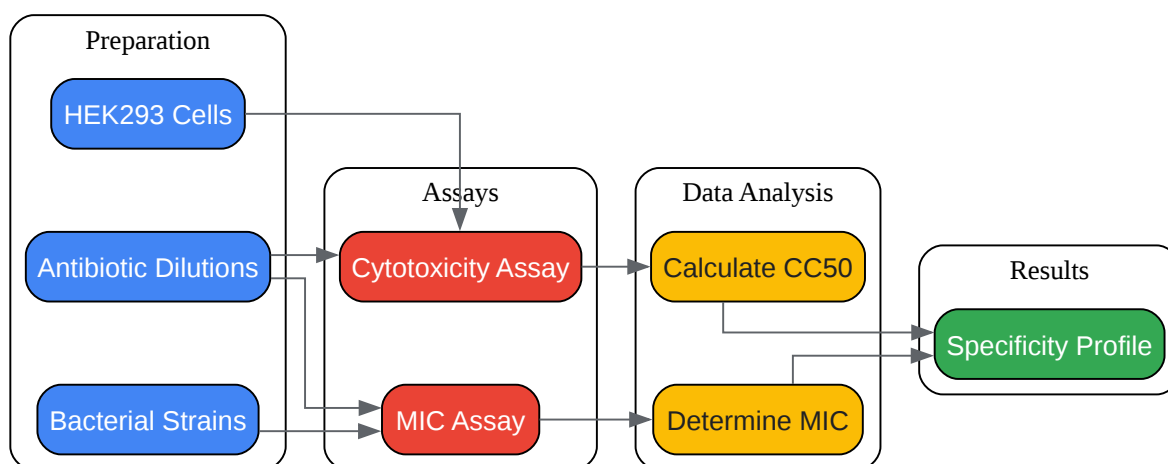 Preparation
HEK293 Cells
Antibiotic Dilutions
Bacterial Strains
Assays
Cytotoxicity Assay
MIC Assay
Data Analysis
Calculate CC50
Determine MIC
Results
Specificity Profile